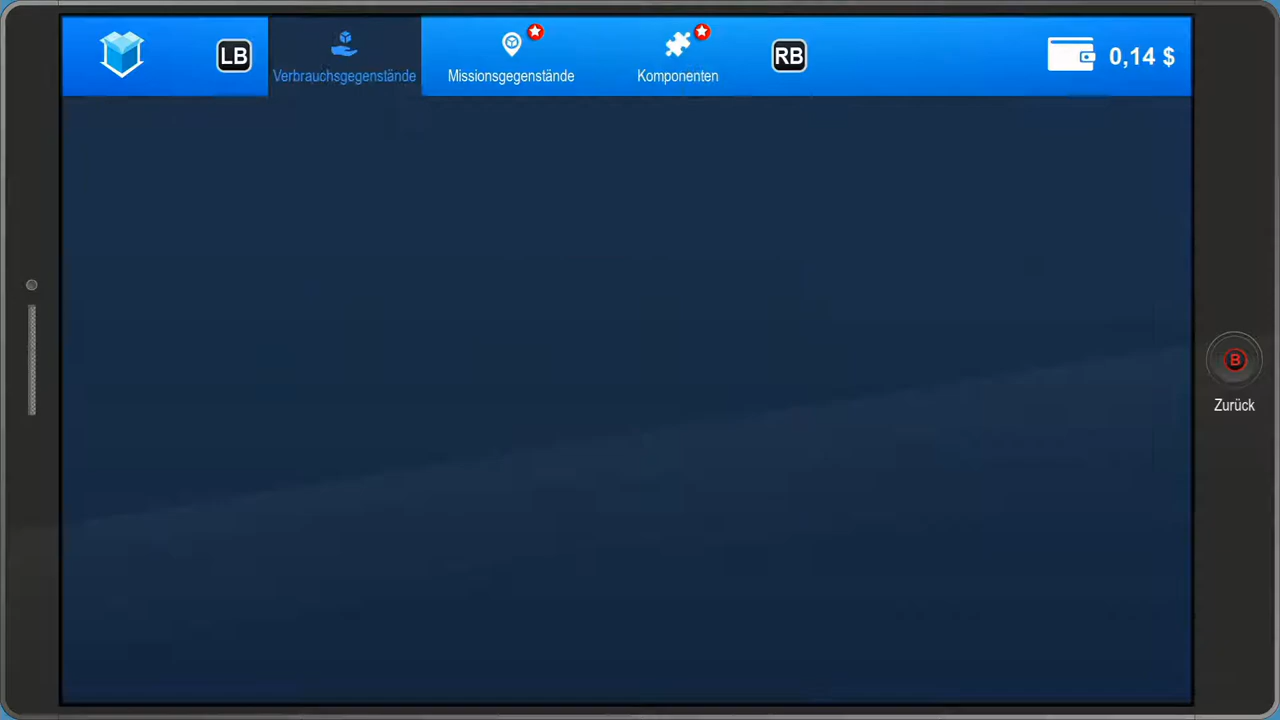 LB
Verbrauchsgegenstände
Missionsgegenstände
Komponenten
RB
0,14 $
B
Zurück